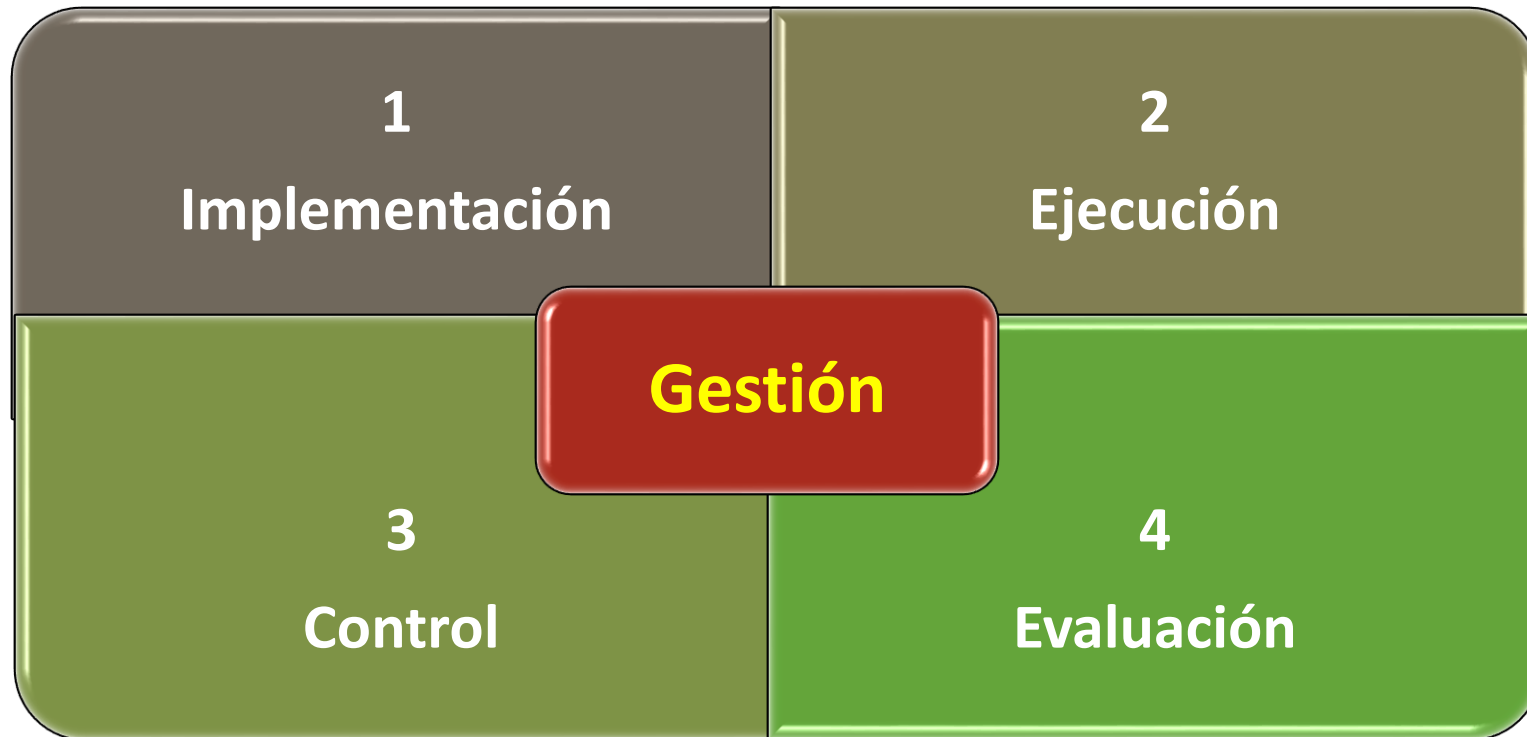 1
Implementación
2
Ejecución
Gestión
3
Control
4
Evaluación